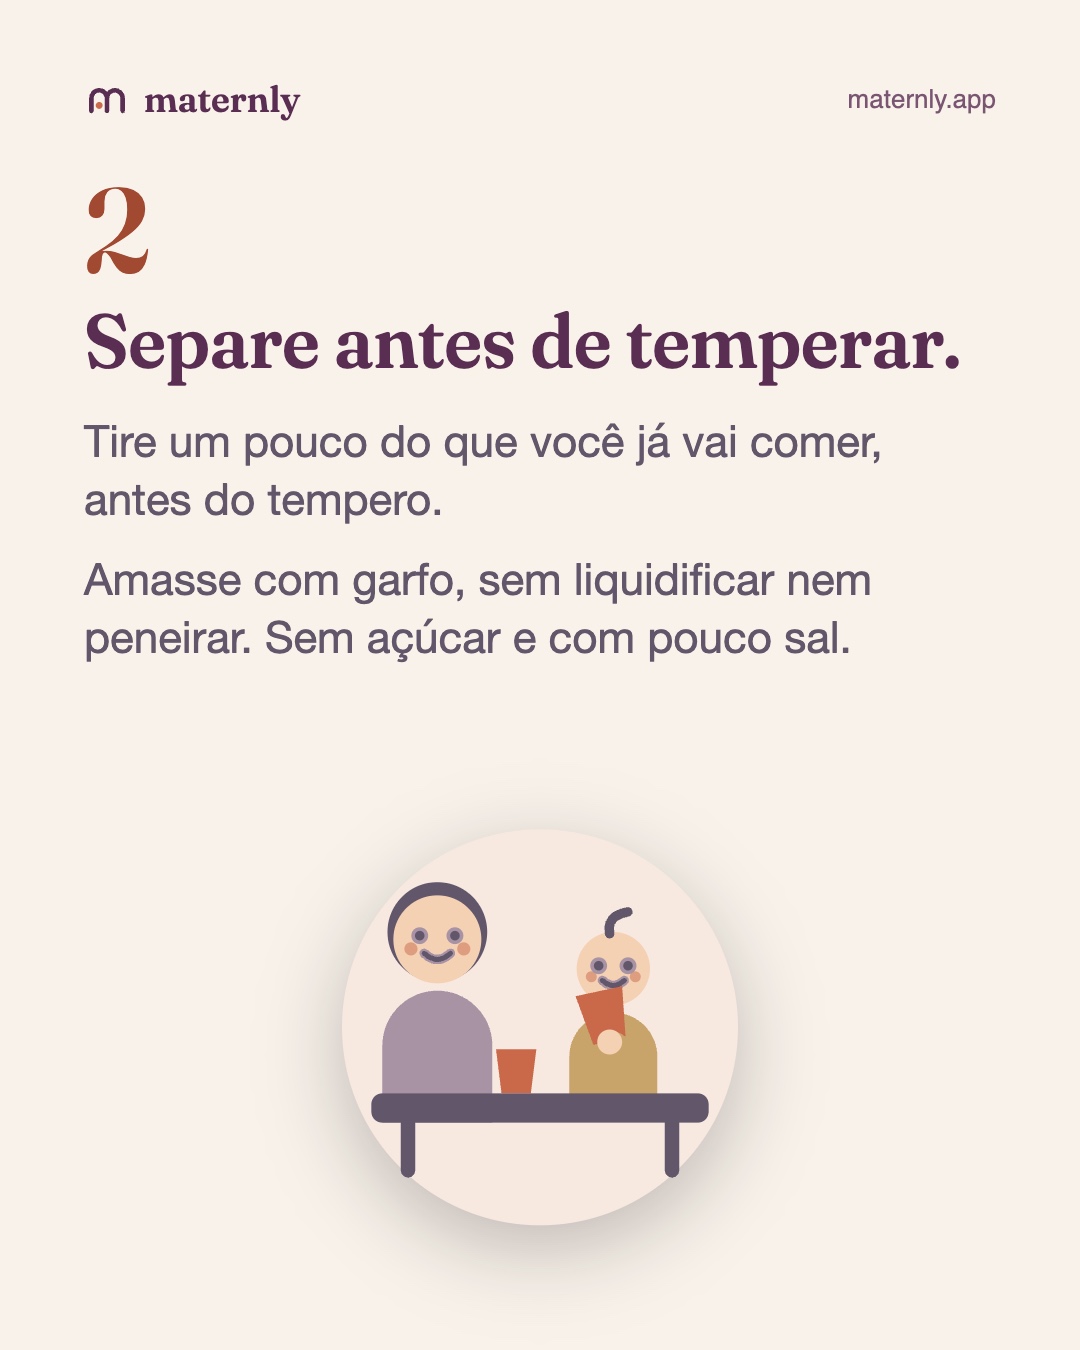 maternly
maternly.app
2
Separe antes de temperar.
Tire um pouco do que você já vai comer,
antes do tempero.
Amasse com garfo, sem liquidificar nem
peneirar. Sem açúcar e com pouco sal.